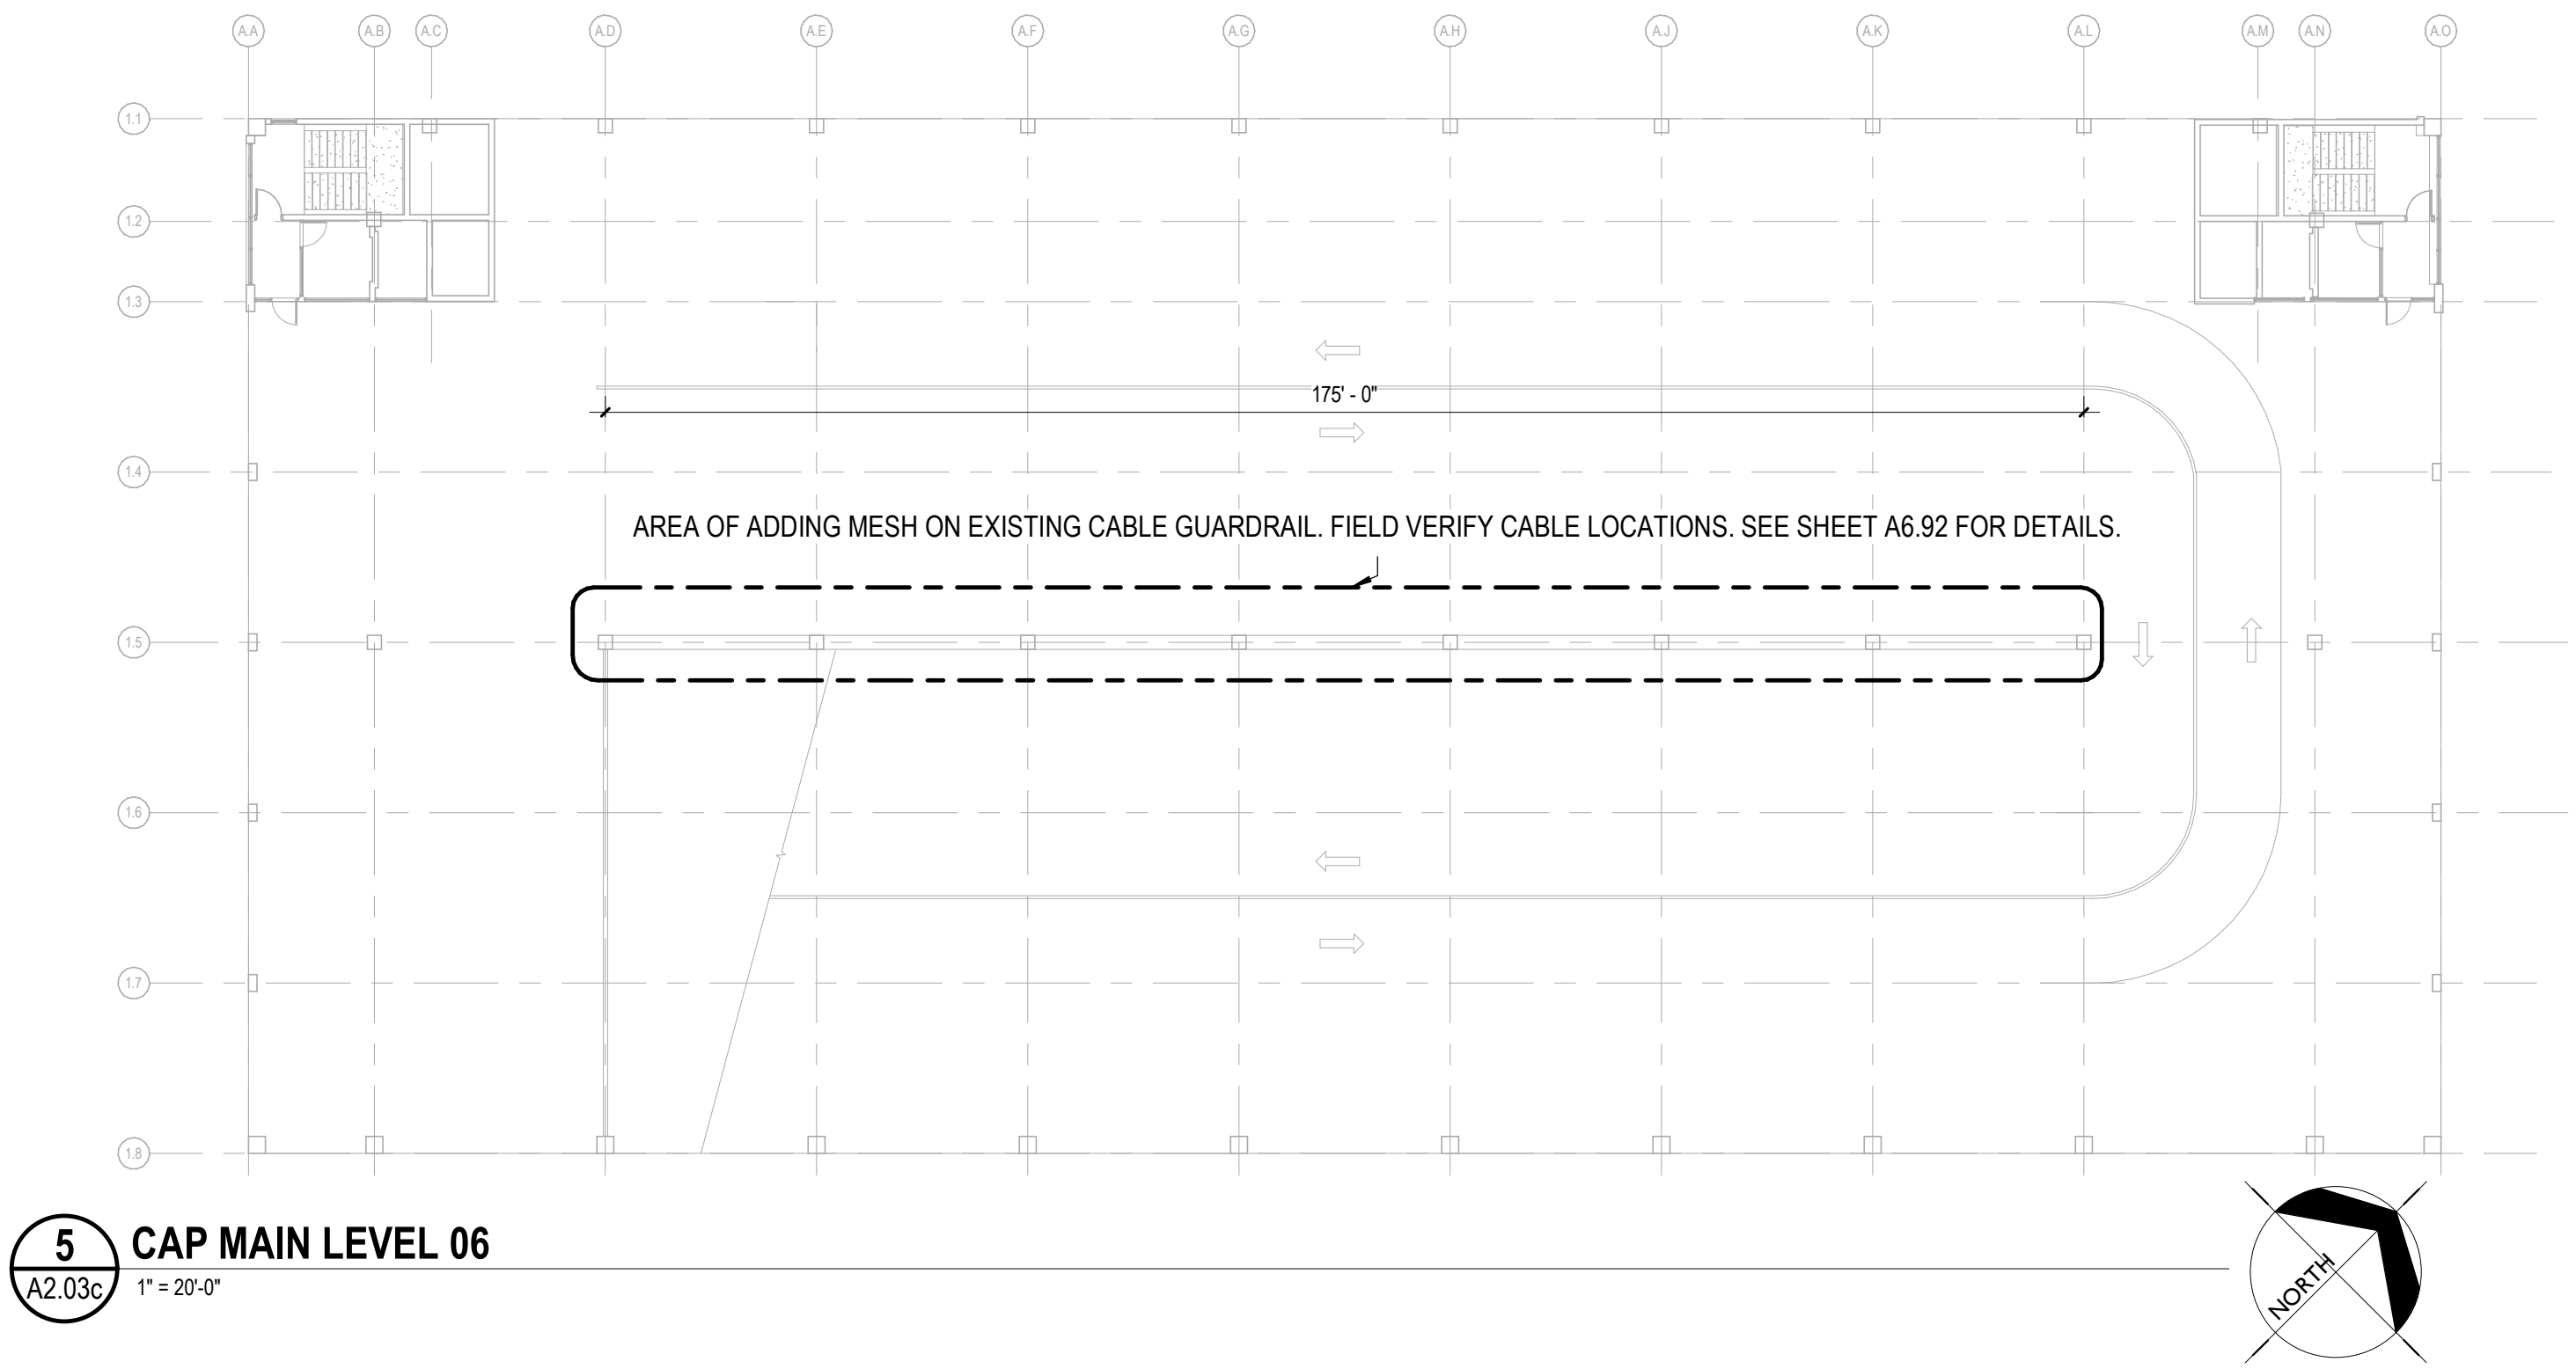 A.A A.B A.C A.D A.E A.F A.G A.H A.J A.K A.L A.M A.N A.O
1.1
1.2
1.3
175' - 0"
1.4
AREA OF ADDING MESH ON EXISTING CABLE GUARDRAIL. FIELD VERIFY CABLE LOCATIONS. SEE SHEET A6.92 FOR DETAILS.
1.5
1.6
1.7
1.8
5
A2.03c
CAP MAIN LEVEL 06
1" = 20'-0"
NORTH